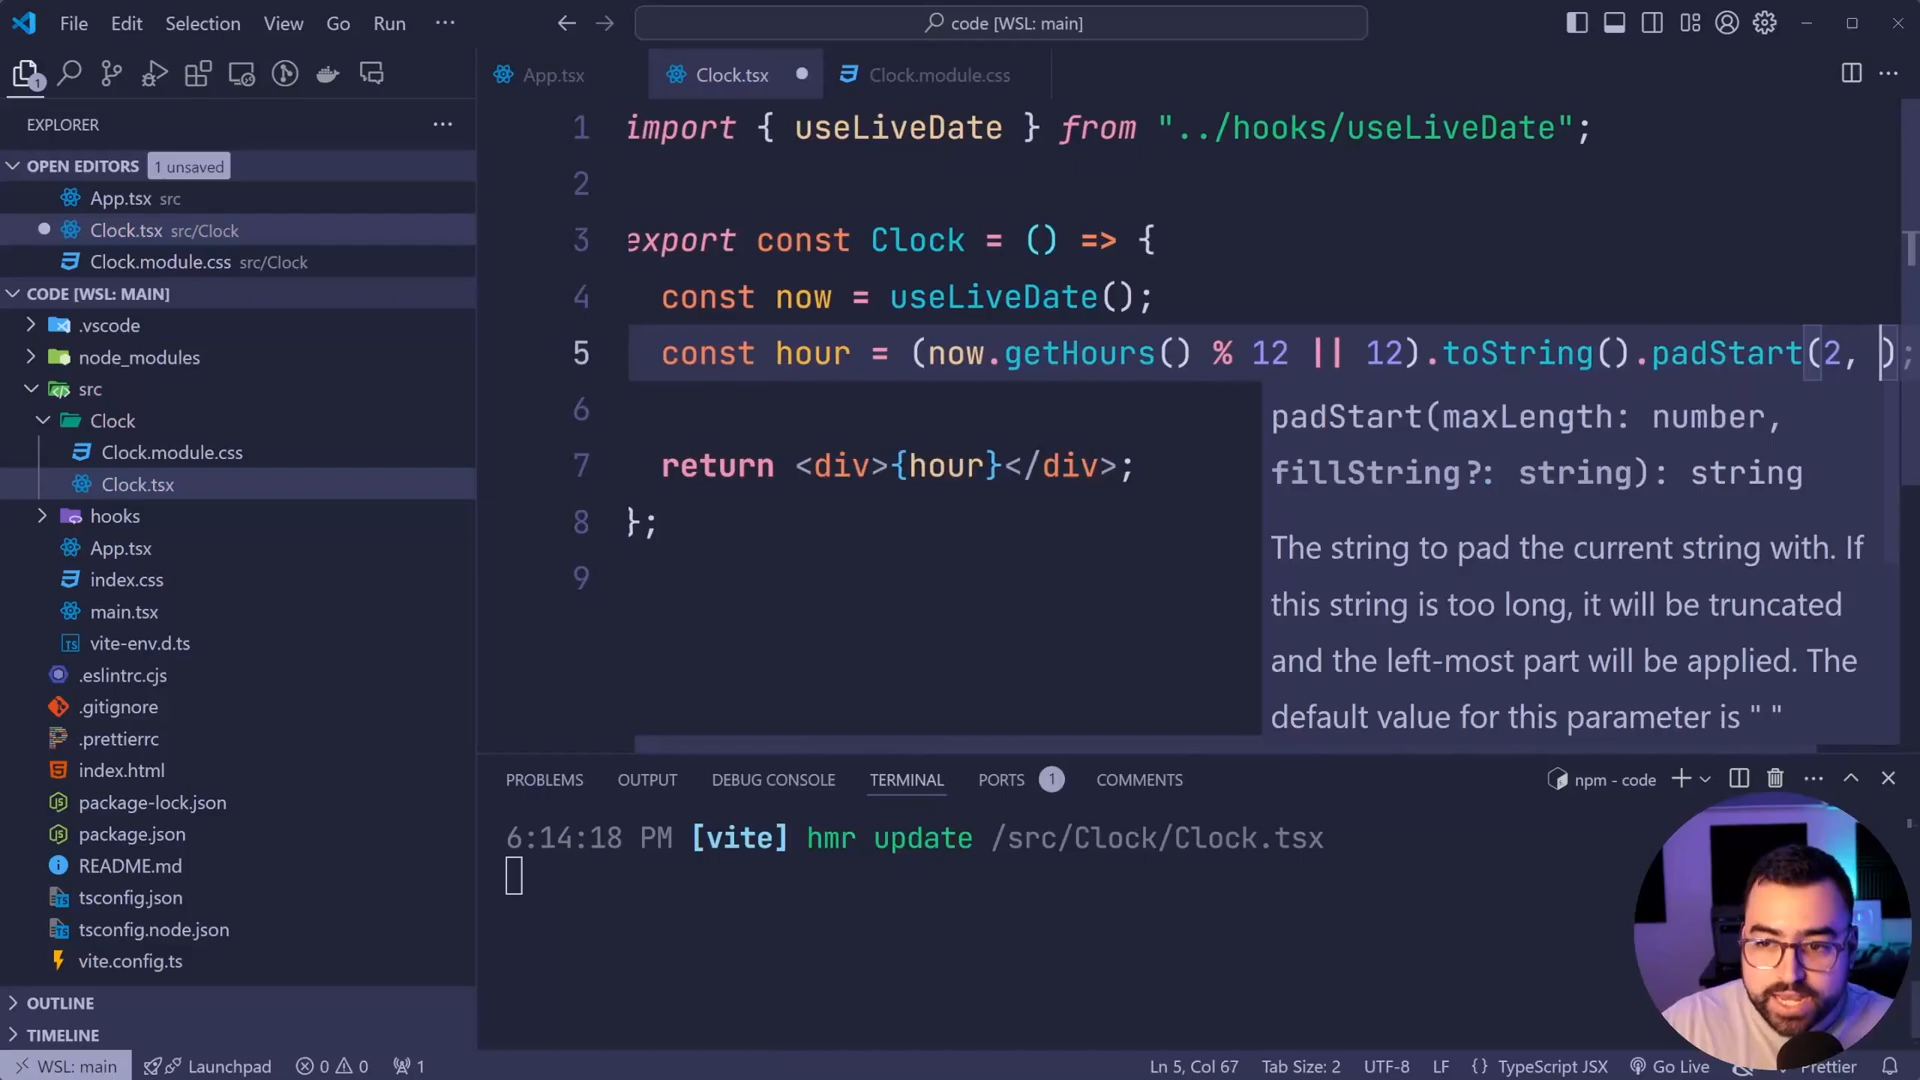 File Edit Selection View Go Run ...
code [WSL: main]
1
EXPLORER
OPEN EDITORS 1 unsaved
App.tsx src
Clock.tsx src/Clock
Clock.module.css src/Clock
CODE [WSL: MAIN]
.vscode
node_modules
src
Clock
Clock.module.css
Clock.tsx
hooks
App.tsx
index.css
main.tsx
vite-env.d.ts
.eslintrc.cjs
.gitignore
.prettierrc
index.html
package-lock.json
package.json
README.md
tsconfig.json
tsconfig.node.json
vite.config.ts
OUTLINE
TIMELINE
App.tsx Clock.tsx Clock.module.css
1 import { useLiveDate } from "../hooks/useLiveDate";
2
3 export const Clock = () => {
4 const now = useLiveDate();
5 const hour = (now.getHours() % 12 || 12).toString().padStart(2, );
6
7 return <div>{hour}</div>;
8 };
9
padStart(maxLength: number,
fillString?: string): string
The string to pad the current string with. If
this string is too long, it will be truncated
and the left-most part will be applied. The
default value for this parameter is " "
PROBLEMS OUTPUT DEBUG CONSOLE TERMINAL PORTS 1 COMMENTS
npm - code
6:14:18 PM [vite] hmr update /src/Clock/Clock.tsx
WSL: main Launchpad 0 0 1 Ln 5, Col 67 Tab Size: 2 UTF-8 LF {} TypeScript JSX Go Live Prettier